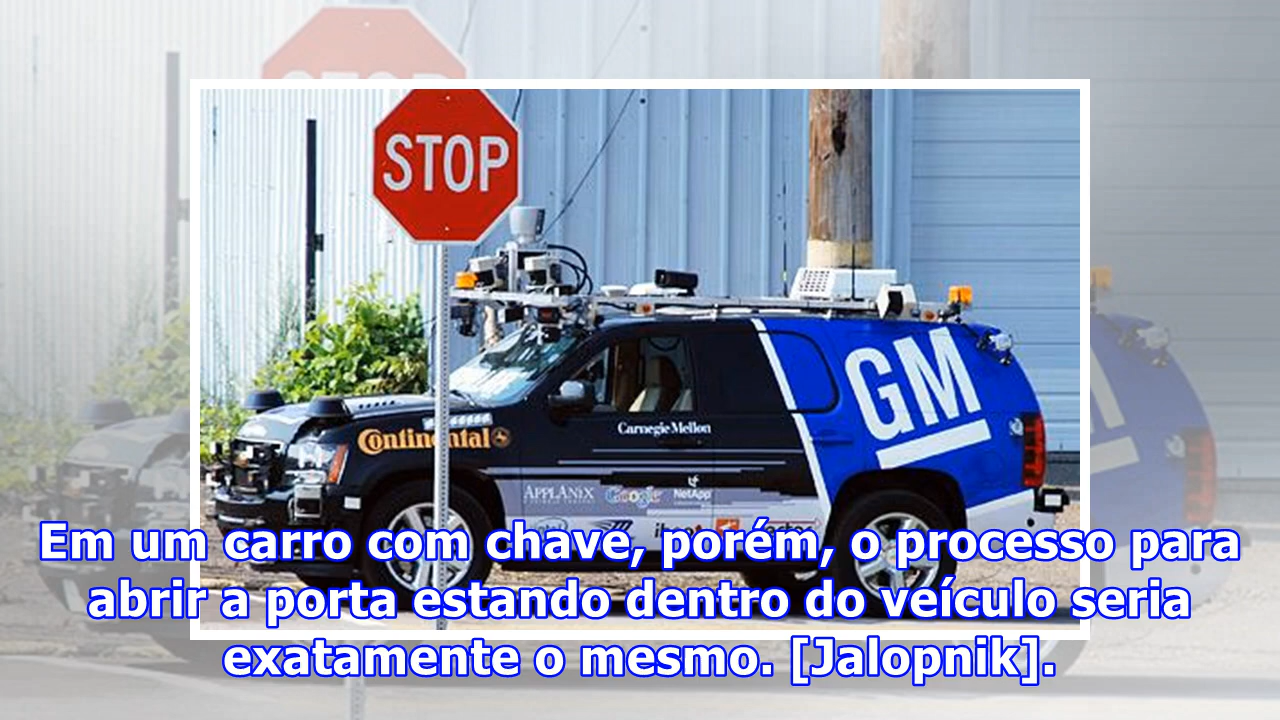 STOP
GM
Continental
Carnegie Mellon
APPLANIX
Google
NetApp
Em um carro com chave, porém, o processo para
abrir a porta estando dentro do veículo seria
exatamente o mesmo. [Jalopnik].